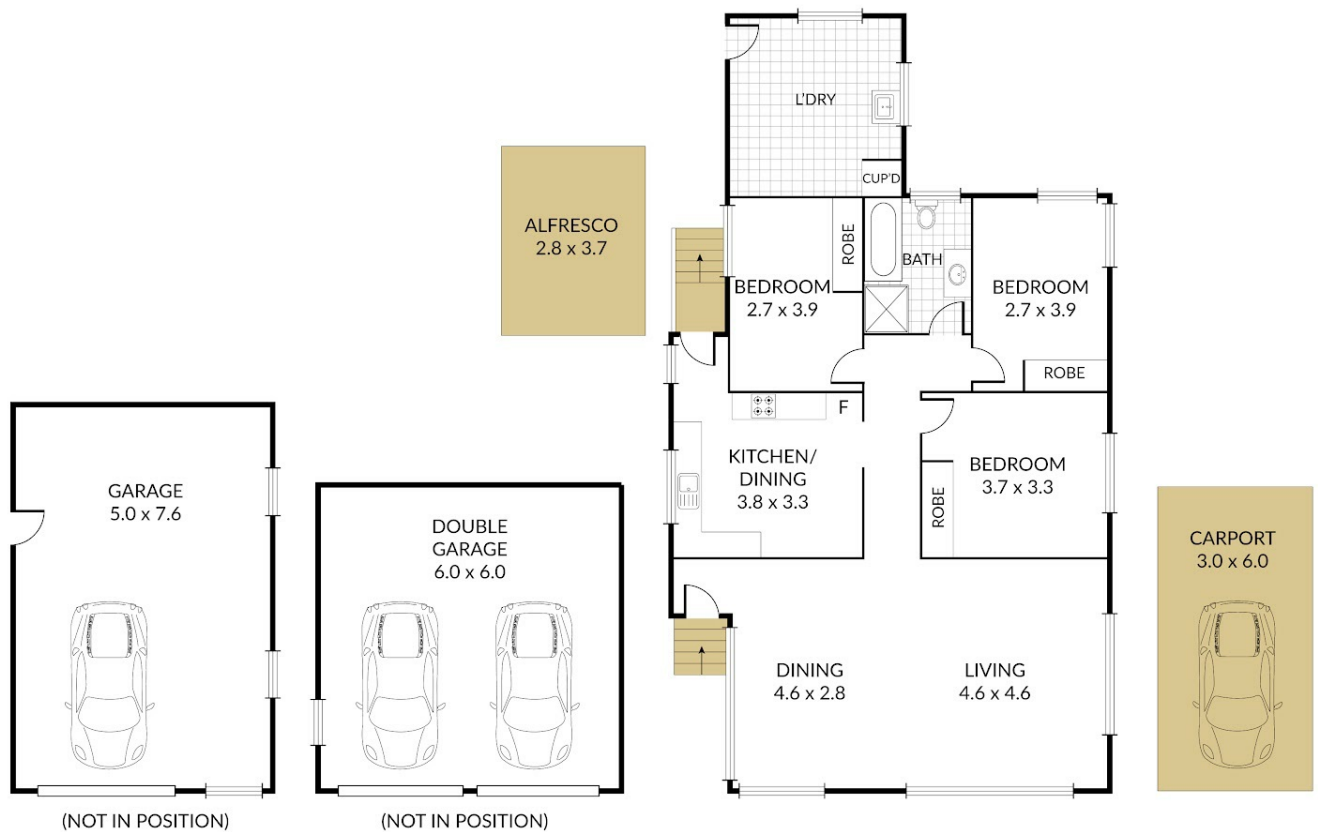 L'DRY
CUP'D
ALFRESCO
2.8 x 3.7
ROBE
BATH
BEDROOM
2.7 x 3.9
BEDROOM
2.7 x 3.9
ROBE
F
KITCHEN/
DINING
3.8 x 3.3
BEDROOM
3.7 x 3.3
ROBE
GARAGE
5.0 x 7.6
DOUBLE
GARAGE
6.0 x 6.0
CARPORT
3.0 x 6.0
DINING
4.6 x 2.8
LIVING
4.6 x 4.6
(NOT IN POSITION)
(NOT IN POSITION)